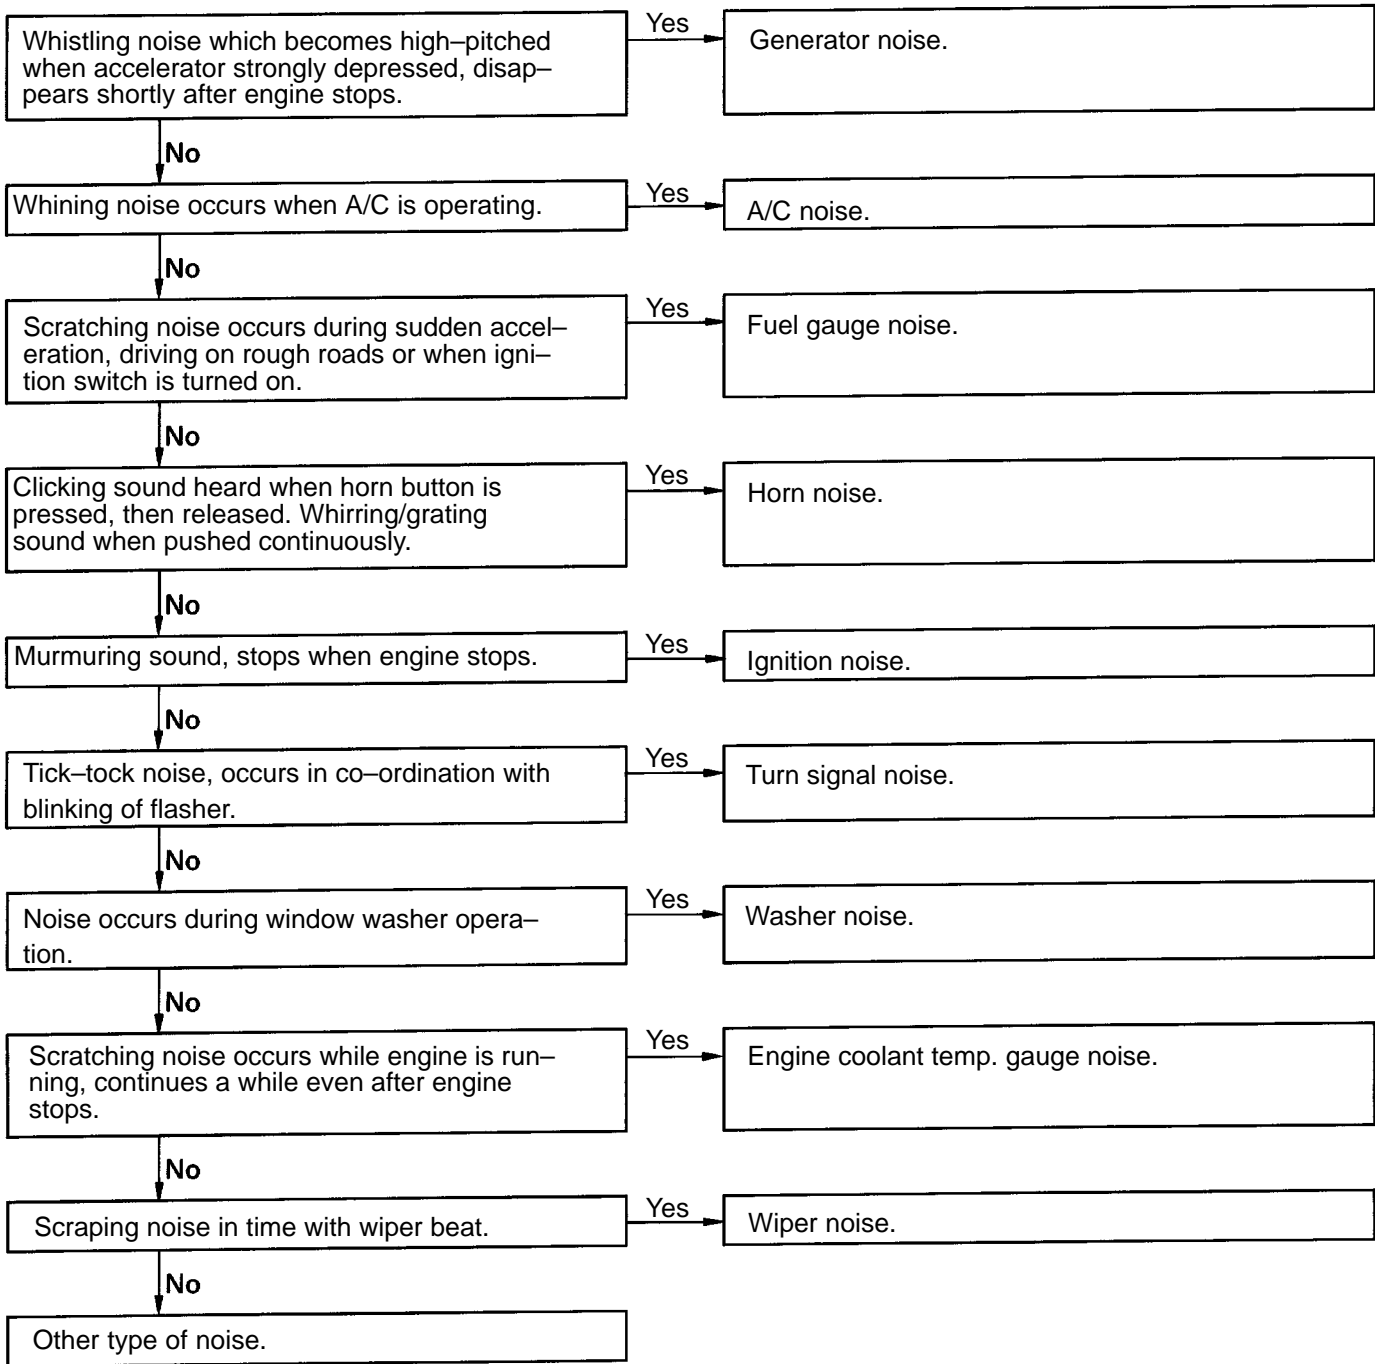 Whistling noise which becomes high–pitched
when accelerator strongly depressed, disap–
pears shortly after engine stops.
Yes
Generator noise.
No
Whining noise occurs when A/C is operating.
Yes
A/C noise.
No
Scratching noise occurs during sudden accel–
eration, driving on rough roads or when igni–
tion switch is turned on.
Yes
Fuel gauge noise.
No
Clicking sound heard when horn button is
pressed, then released. Whirring/grating
sound when pushed continuously.
Yes
Horn noise.
No
Murmuring sound, stops when engine stops.
Yes
Ignition noise.
No
Tick–tock noise, occurs in co–ordination with
blinking of flasher.
Yes
Turn signal noise.
No
Noise occurs during window washer opera–
tion.
Yes
Washer noise.
No
Scratching noise occurs while engine is run–
ning, continues a while even after engine
stops.
Yes
Engine coolant temp. gauge noise.
No
Scraping noise in time with wiper beat.
Yes
Wiper noise.
No
Other type of noise.